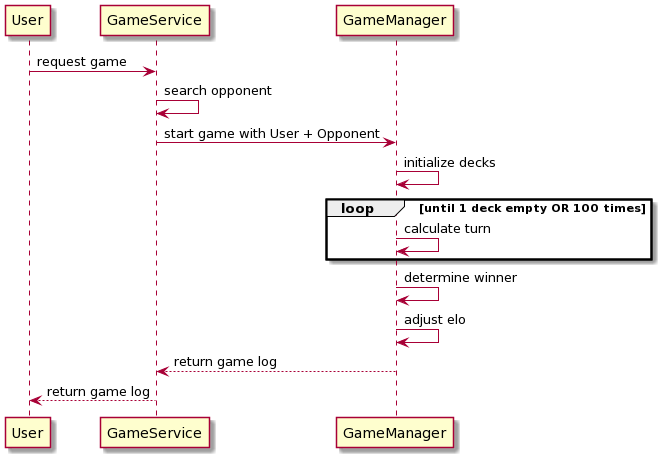 User GameService GameManager
request game
search opponent
start game with User + Opponent
initialize decks
loop [until 1 deck empty OR 100 times]
calculate turn
determine winner
adjust elo
return game log
return game log
User GameService GameManager